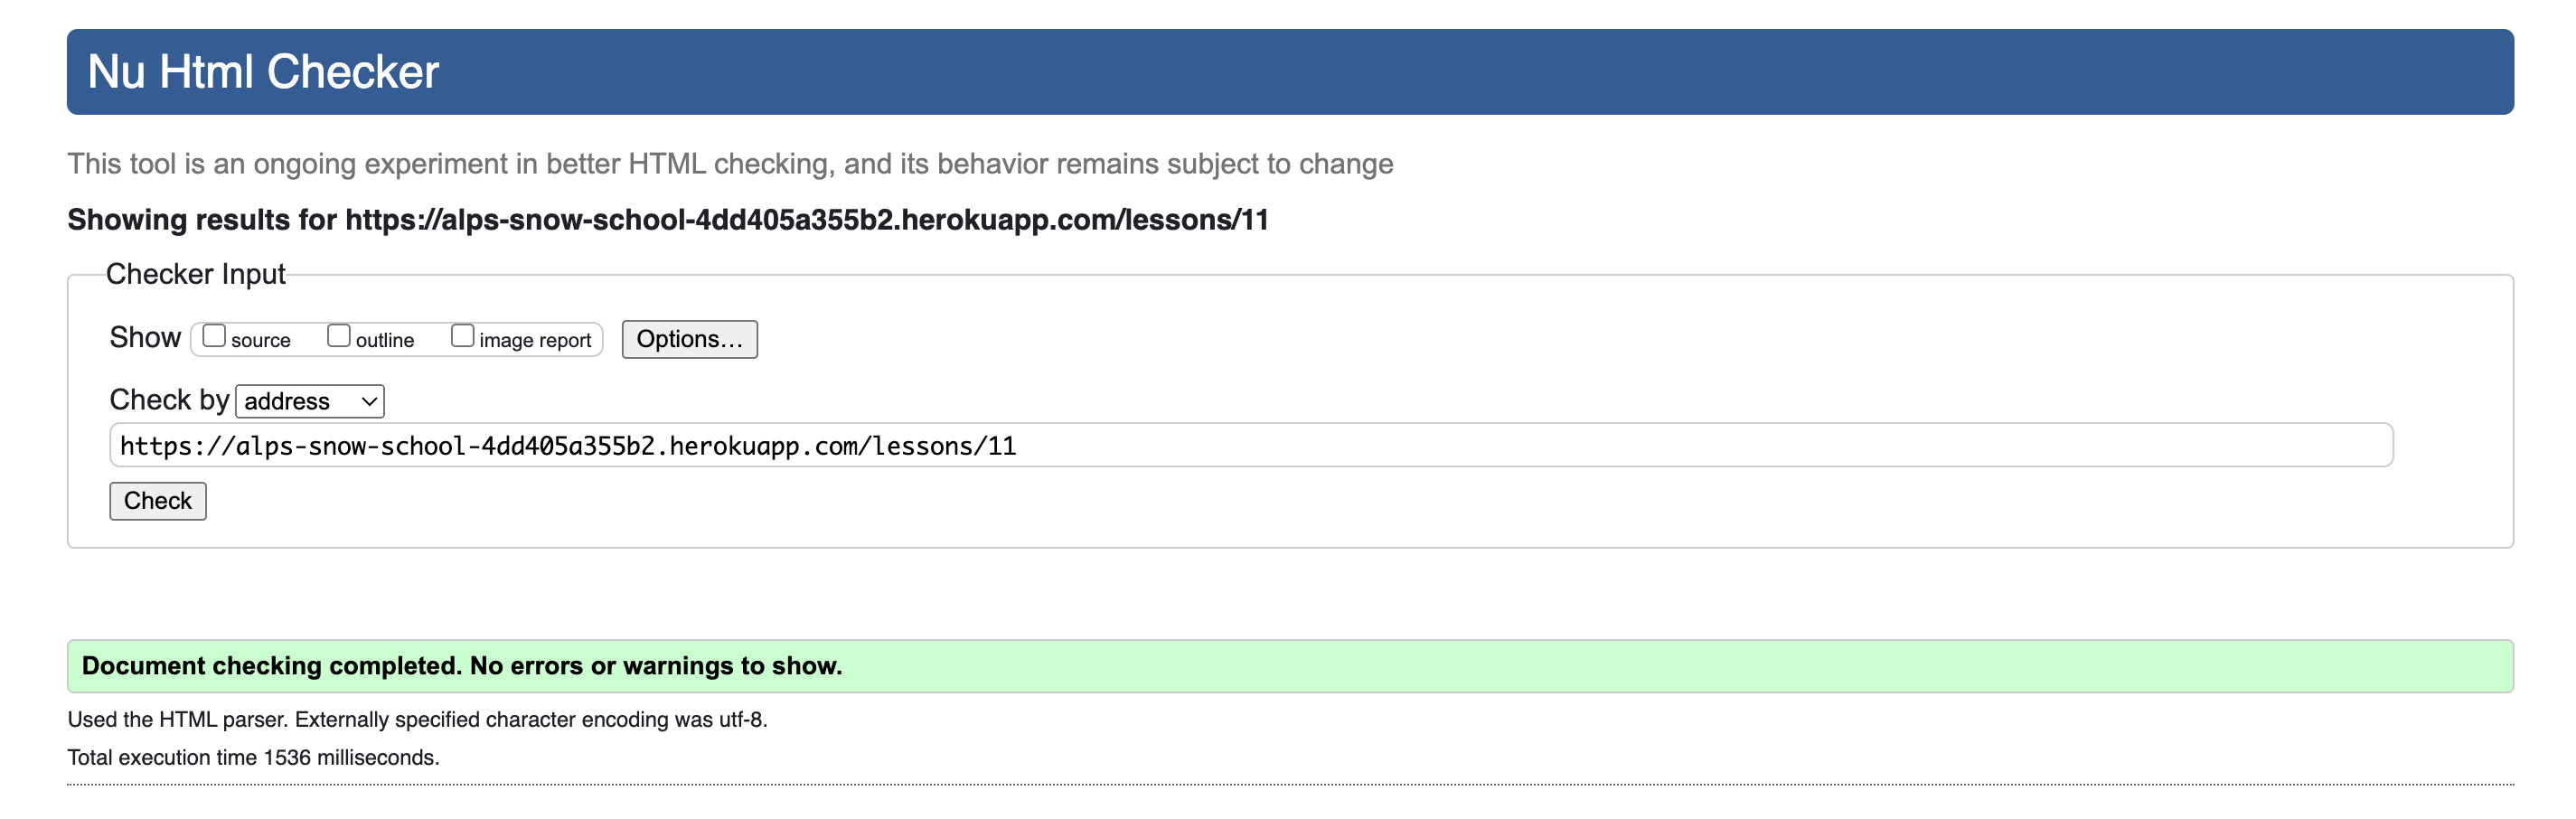 Nu Html Checker
This tool is an ongoing experiment in better HTML checking, and its behavior remains subject to change
Showing results for https://alps-snow-school-4dd405a355b2.herokuapp.com/lessons/11
Checker Input
Show source outline image report Options...
Check by address
https://alps-snow-school-4dd405a355b2.herokuapp.com/lessons/11
Check
Document checking completed. No errors or warnings to show.
Used the HTML parser. Externally specified character encoding was utf-8.
Total execution time 1536 milliseconds.